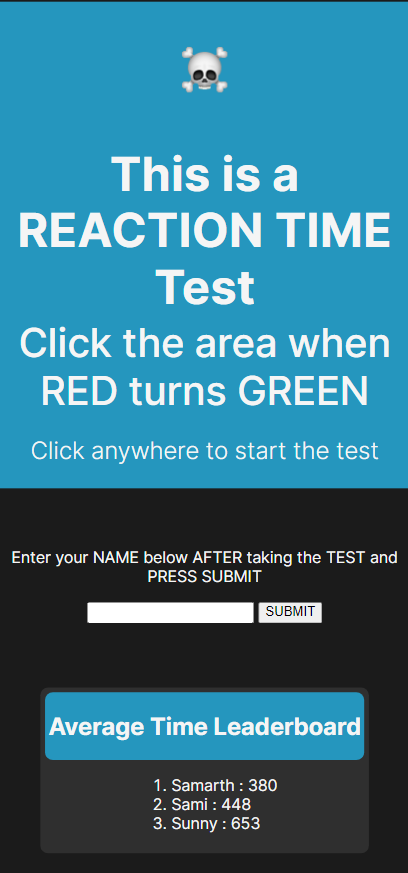 This is a
REACTION TIME
Test
Click the area when
RED turns GREEN
Click anywhere to start the test
Enter your NAME below AFTER taking the TEST and
PRESS SUBMIT
SUBMIT
Average Time Leaderboard
1. Samarth : 380
2. Sami : 448
3. Sunny : 653